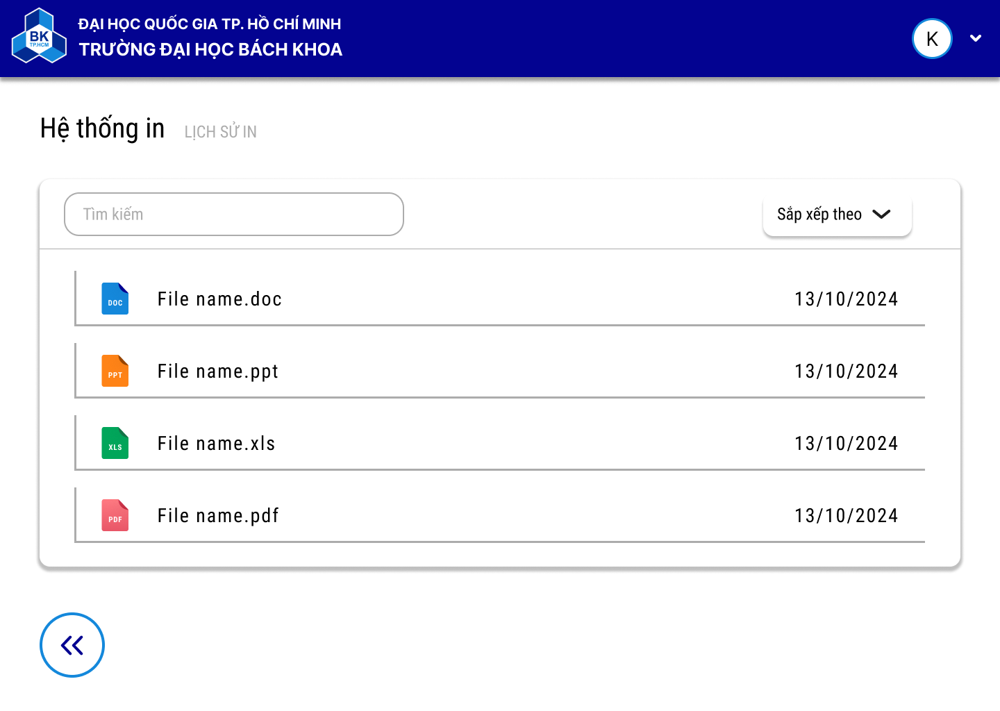 BK
TP.HCM
ĐẠI HỌC QUỐC GIA TP. HỒ CHÍ MINH
TRƯỜNG ĐẠI HỌC BÁCH KHOA
K
Hệ thống in LỊCH SỬ IN
Tìm kiếm Sắp xếp theo
DOC File name.doc 13/10/2024
PPT File name.ppt 13/10/2024
XLS File name.xls 13/10/2024
PDF File name.pdf 13/10/2024